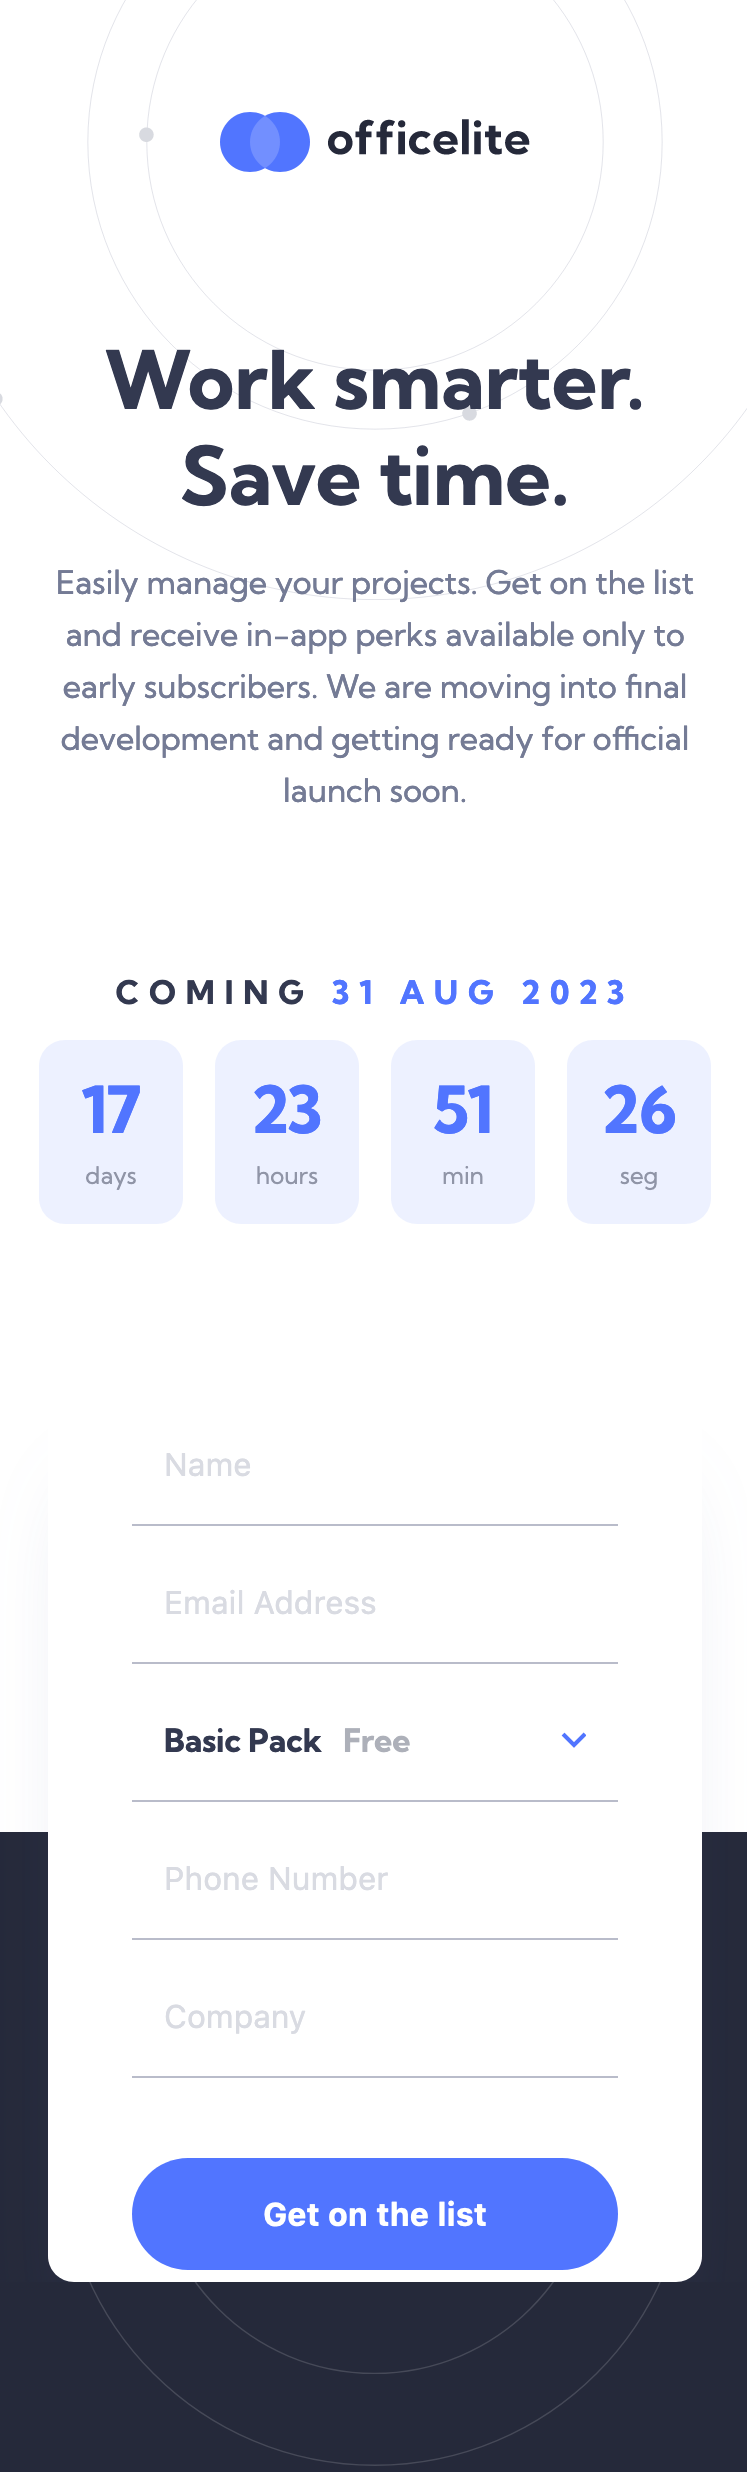 officelite
Work smarter.
Save time.
Easily manage your projects. Get on the list
and receive in-app perks available only to
early subscribers. We are moving into final
development and getting ready for official
launch soon.
COMING 31 AUG 2023
17 23 51 26
days hours min seg
Name
Email Address
Basic Pack Free
Phone Number
Company
Get on the list